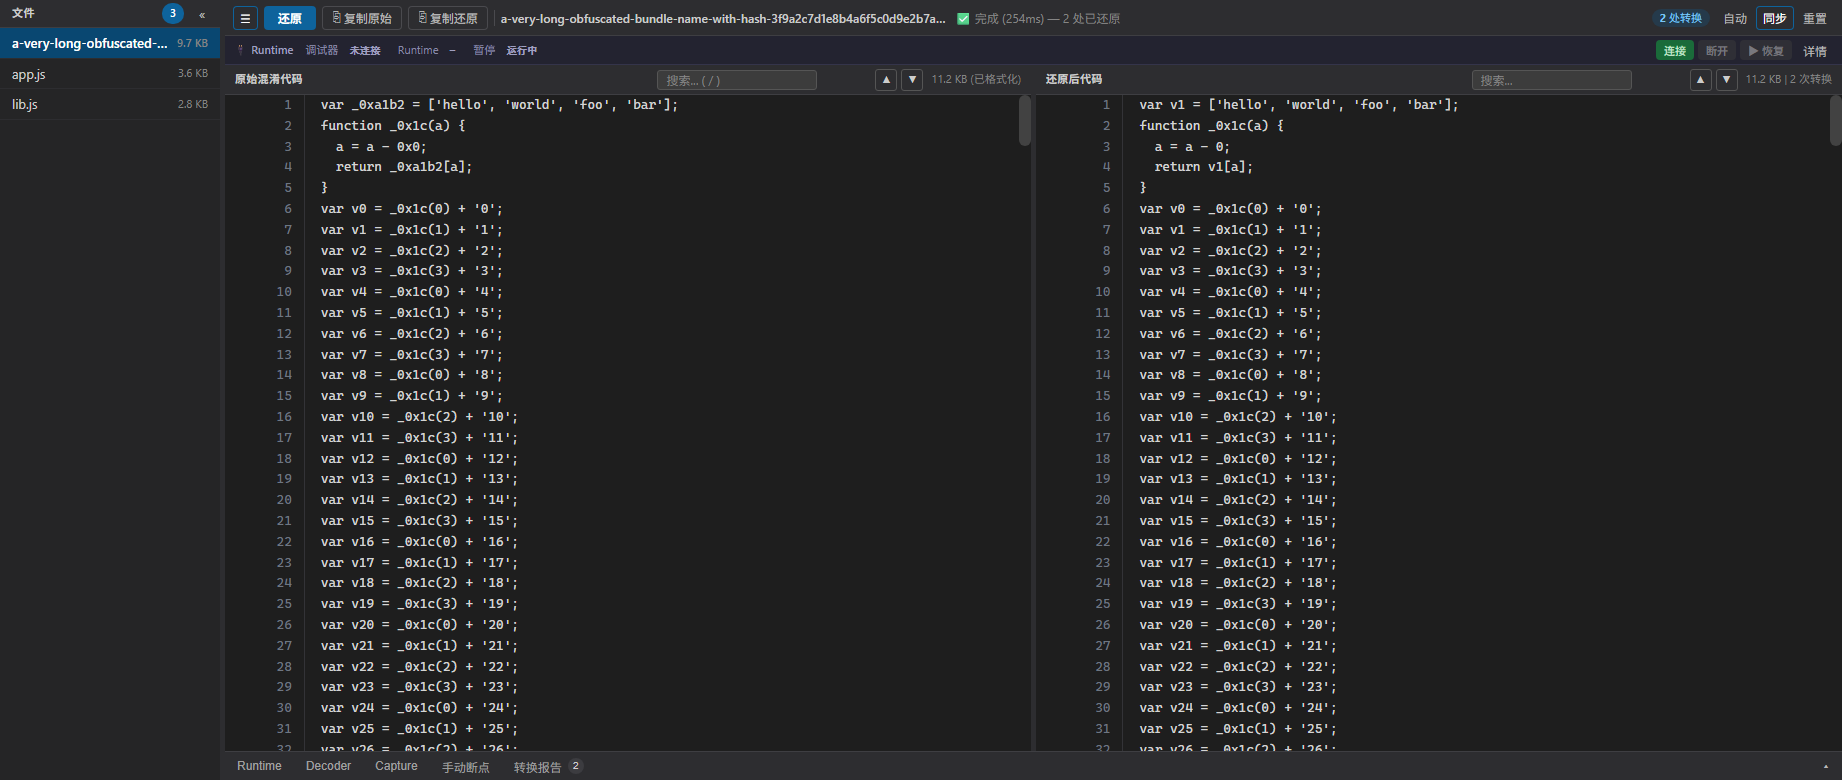 文件 3 «
a-very-long-obfuscated-... 9.7 KB
app.js 3.6 KB
lib.js 2.8 KB
☰ 还原 复制原始 复制还原 a-very-long-obfuscated-bundle-name-with-hash-3f9a2c7d1e8b4a6f5c0d9e2b7a... ✅ 完成 (254ms) — 2 处已还原 2 处转换 自动 同步 重置
Runtime 调试器 未连接 Runtime – 暂停 运行中 连接 断开 ▶ 恢复 详情
原始混淆代码 搜索... ( / ) ▲ ▼ 11.2 KB (已格式化)
1 var _0xa1b2 = ['hello', 'world', 'foo', 'bar'];
2 function _0x1c(a) {
3 a = a - 0x0;
4 return _0xa1b2[a];
5 }
6 var v0 = _0x1c(0) + '0';
7 var v1 = _0x1c(1) + '1';
8 var v2 = _0x1c(2) + '2';
9 var v3 = _0x1c(3) + '3';
10 var v4 = _0x1c(0) + '4';
11 var v5 = _0x1c(1) + '5';
12 var v6 = _0x1c(2) + '6';
13 var v7 = _0x1c(3) + '7';
14 var v8 = _0x1c(0) + '8';
15 var v9 = _0x1c(1) + '9';
16 var v10 = _0x1c(2) + '10';
17 var v11 = _0x1c(3) + '11';
18 var v12 = _0x1c(0) + '12';
19 var v13 = _0x1c(1) + '13';
20 var v14 = _0x1c(2) + '14';
21 var v15 = _0x1c(3) + '15';
22 var v16 = _0x1c(0) + '16';
23 var v17 = _0x1c(1) + '17';
24 var v18 = _0x1c(2) + '18';
25 var v19 = _0x1c(3) + '19';
26 var v20 = _0x1c(0) + '20';
27 var v21 = _0x1c(1) + '21';
28 var v22 = _0x1c(2) + '22';
29 var v23 = _0x1c(3) + '23';
30 var v24 = _0x1c(0) + '24';
31 var v25 = _0x1c(1) + '25';
32 var v26 = _0x1c(2) + '26';
还原后代码 搜索... ▲ ▼ 11.2 KB | 2 次转换
1 var v1 = ['hello', 'world', 'foo', 'bar'];
2 function _0x1c(a) {
3 a = a - 0;
4 return v1[a];
5 }
6 var v0 = _0x1c(0) + '0';
7 var v1 = _0x1c(1) + '1';
8 var v2 = _0x1c(2) + '2';
9 var v3 = _0x1c(3) + '3';
10 var v4 = _0x1c(0) + '4';
11 var v5 = _0x1c(1) + '5';
12 var v6 = _0x1c(2) + '6';
13 var v7 = _0x1c(3) + '7';
14 var v8 = _0x1c(0) + '8';
15 var v9 = _0x1c(1) + '9';
16 var v10 = _0x1c(2) + '10';
17 var v11 = _0x1c(3) + '11';
18 var v12 = _0x1c(0) + '12';
19 var v13 = _0x1c(1) + '13';
20 var v14 = _0x1c(2) + '14';
21 var v15 = _0x1c(3) + '15';
22 var v16 = _0x1c(0) + '16';
23 var v17 = _0x1c(1) + '17';
24 var v18 = _0x1c(2) + '18';
25 var v19 = _0x1c(3) + '19';
26 var v20 = _0x1c(0) + '20';
27 var v21 = _0x1c(1) + '21';
28 var v22 = _0x1c(2) + '22';
29 var v23 = _0x1c(3) + '23';
30 var v24 = _0x1c(0) + '24';
31 var v25 = _0x1c(1) + '25';
32 var v26 = _0x1c(2) + '26';
Runtime Decoder Capture 手动断点 转换报告 2